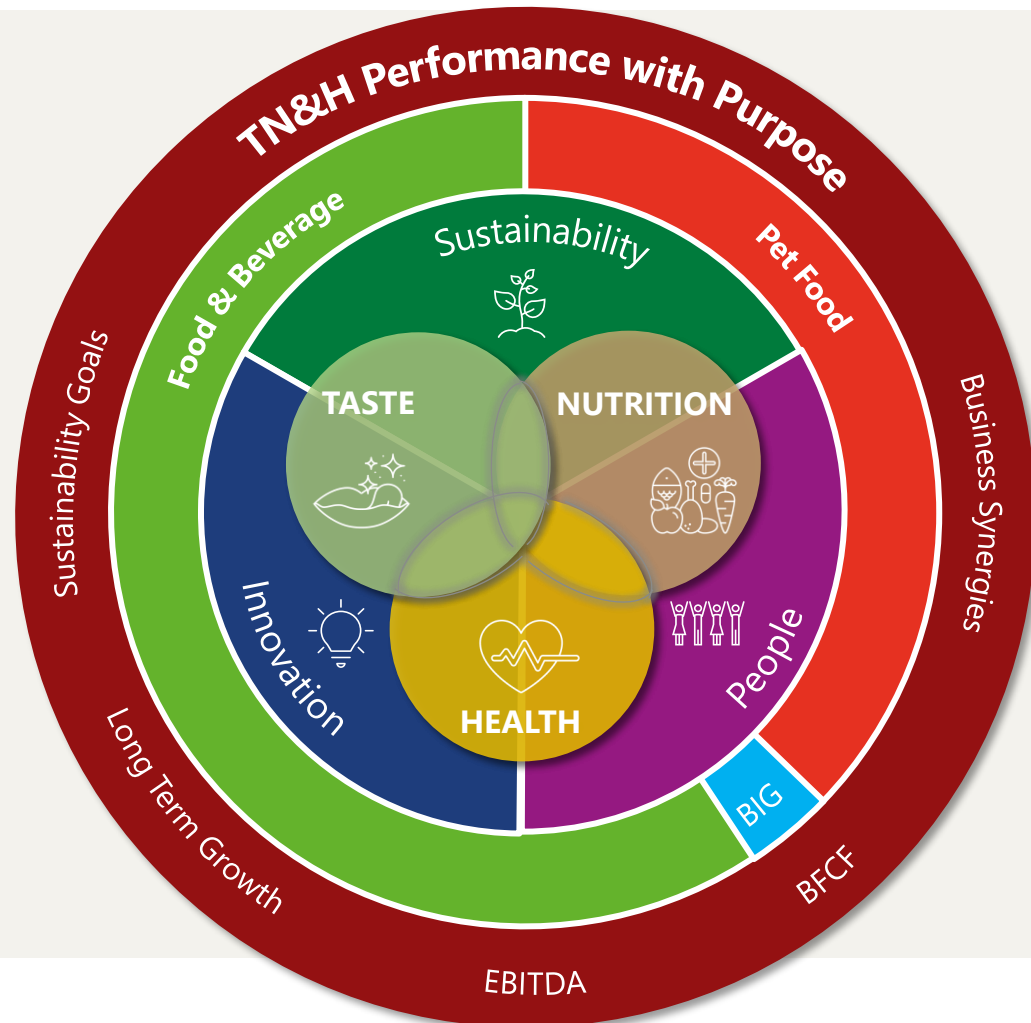 TN&H Performance with Purpose
Food & Beverage
Pet Food
Sustainability
TASTE
NUTRITION
Sustainability Goals
Business Synergies
Innovation
People
HEALTH
BIG
Long Term Growth
BFCF
EBITDA